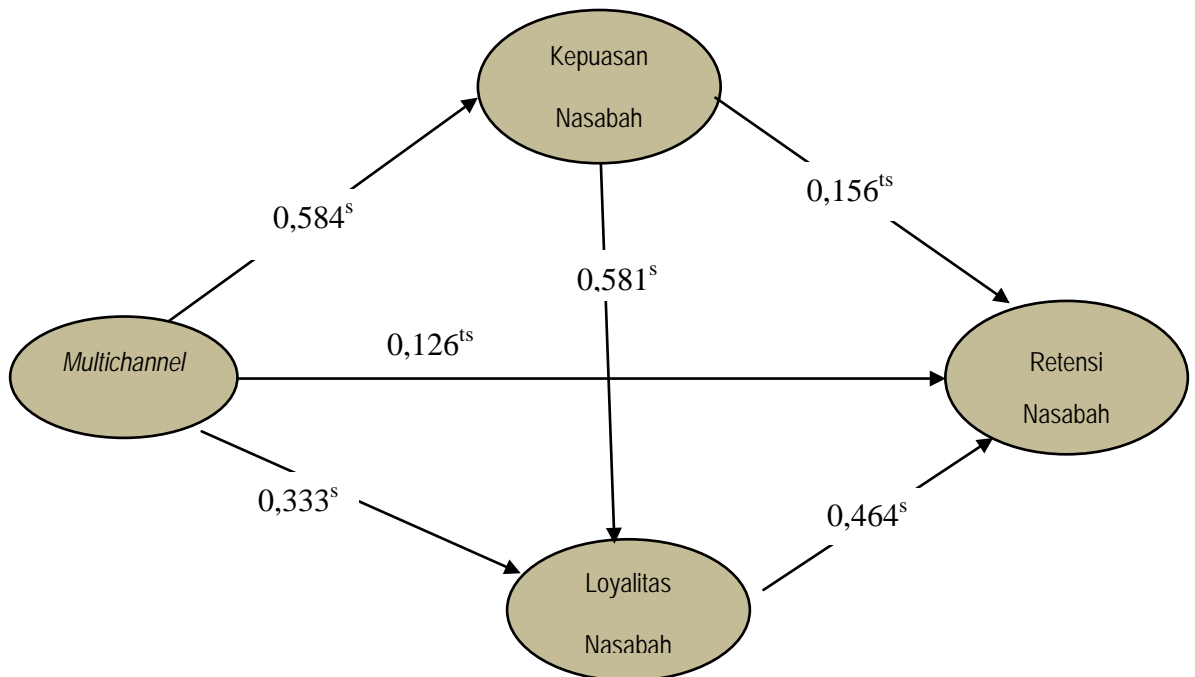 Kepuasan
Nasabah
0,584ˢ
0,156ᵗˢ
0,581ˢ
Multichannel
0,126ᵗˢ
Retensi
Nasabah
0,333ˢ
0,464ˢ
Loyalitas
Nasabah